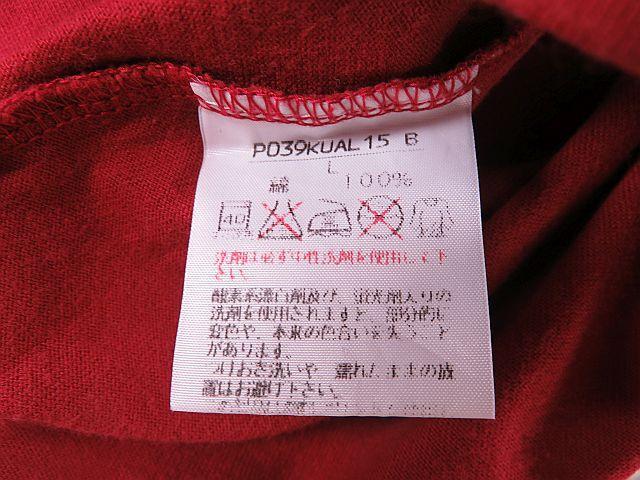 P039KUAL15 B
L
綿 100%
40
洗剤は必ず中性洗剤を使用して下
さい。
酸素系漂白剤及び、蛍光剤入りの
洗剤を使用されますと、部分的に
変色や、本来の色合いを失うこと
があります。
つけおき洗いや、濡れたままの放
置はお避け下さい。